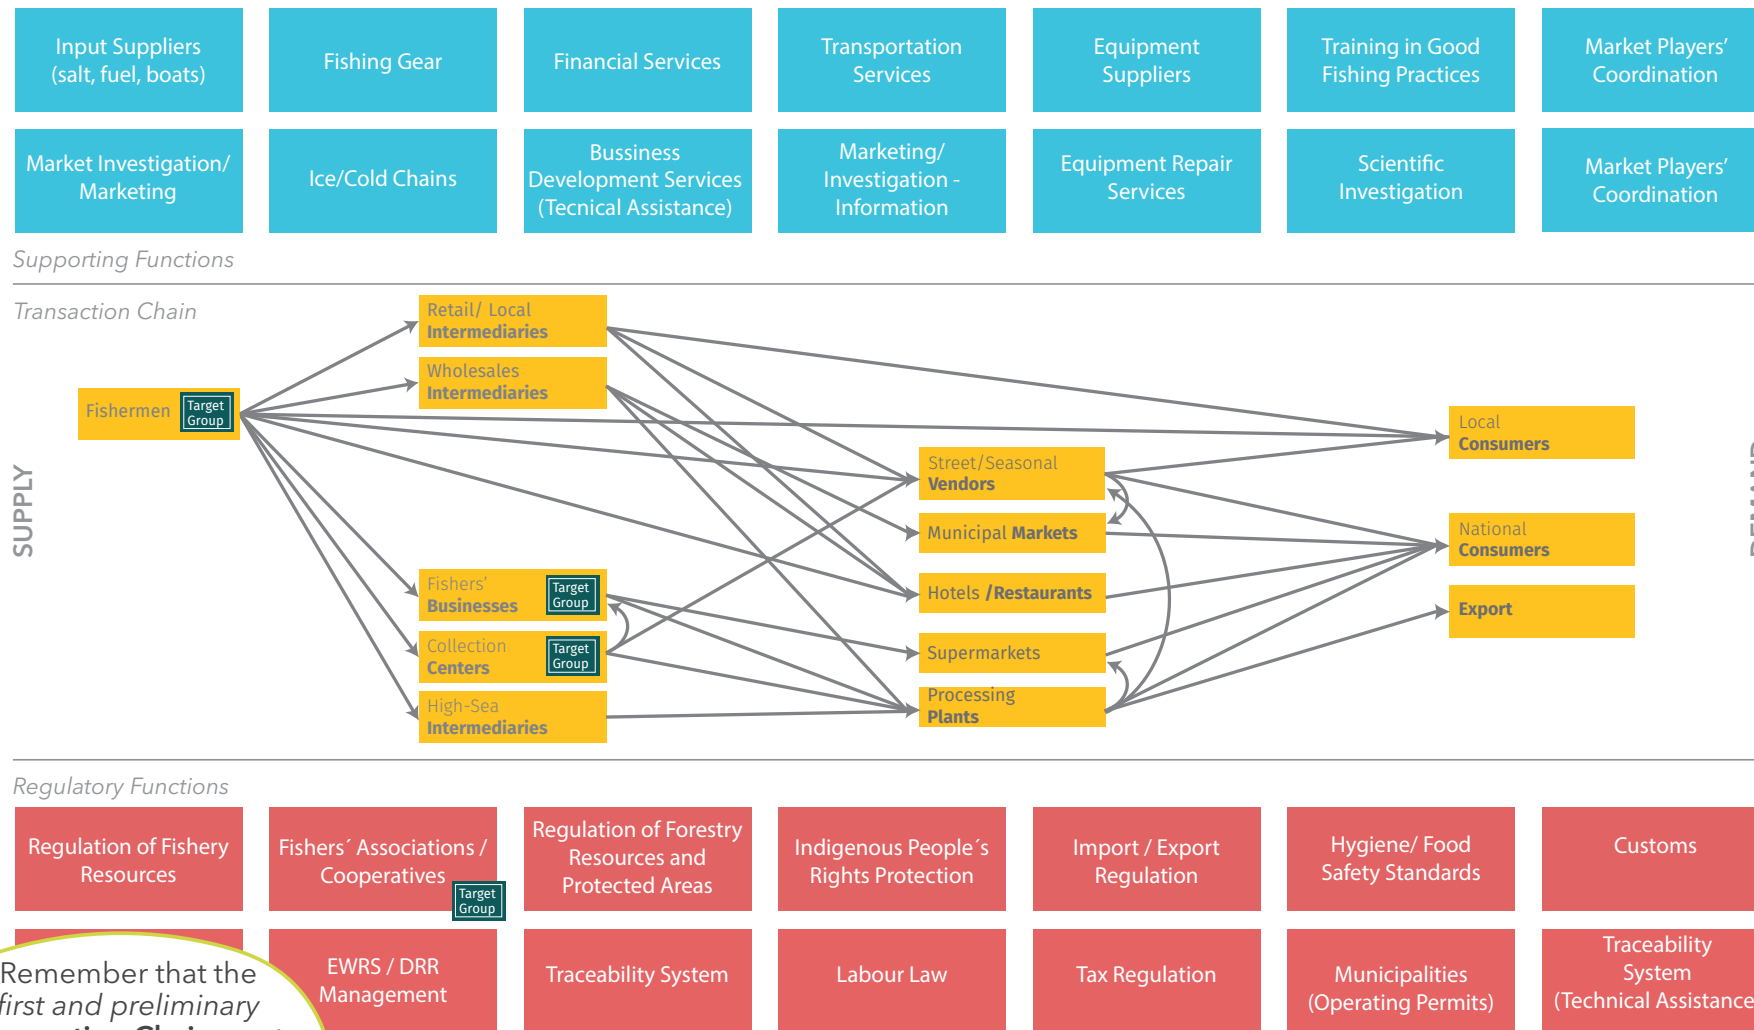 Input Suppliers
(salt, fuel, boats)
Fishing Gear
Financial Services
Transportation
Services
Equipment
Suppliers
Training in Good
Fishing Practices
Market Players’
Coordination
Market Investigation/
Marketing
Ice/Cold Chains
Bussiness
Development Services
(Tecnical Assistance)
Marketing/
Investigation -
Information
Equipment Repair
Services
Scientific
Investigation
Market Players’
Coordination
Supporting Functions
Transaction Chain
SUPPLY
Fishermen
Target
Group
Retail/ Local
Intermediaries
Wholesales
Intermediaries
Fishers’
Businesses
Target
Group
Collection
Centers
Target
Group
High-Sea
Intermediaries
Street/Seasonal
Vendors
Municipal Markets
Hotels /Restaurants
Supermarkets
Processing
Plants
Local
Consumers
National
Consumers
Export
Regulatory Functions
Regulation of Fishery
Resources
Fishers´ Associations /
Cooperatives
Target
Group
Regulation of Forestry
Resources and
Protected Areas
Indigenous People´s
Rights Protection
Import / Export
Regulation
Hygiene/ Food
Safety Standards
Customs
Remember that the
first and preliminary
EWRS / DRR
Management
Traceability System
Labour Law
Tax Regulation
Municipalities
(Operating Permits)
Traceability
System
(Technical Assistance